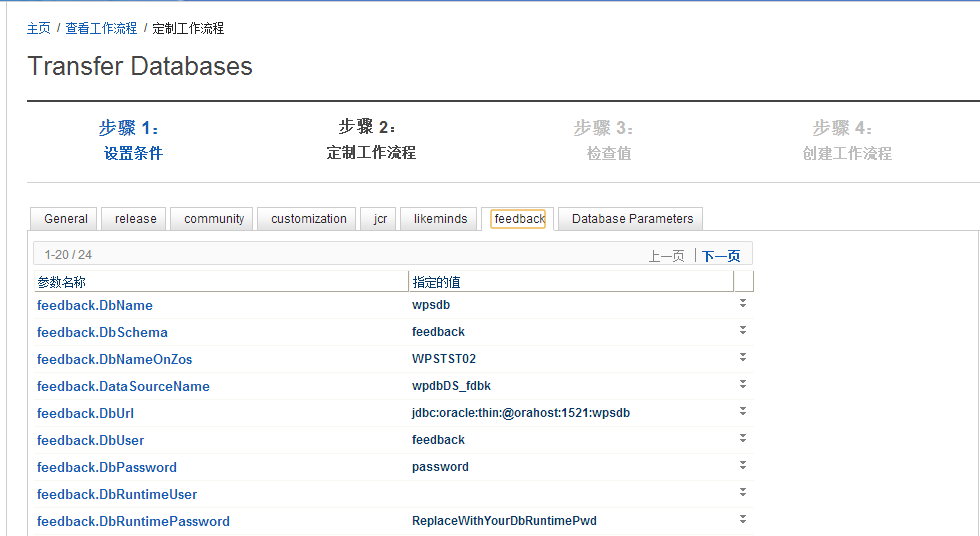 主页 / 查看工作流程 / 定制工作流程
Transfer Databases
步骤 1： 步骤 2： 步骤 3： 步骤 4：
设置条件 定制工作流程 检查值 创建工作流程
General release community customization jcr likeminds feedback Database Parameters
1-20 / 24 上一页 | 下一页
参数名称 指定的值
feedback.DbName wpsdb
feedback.DbSchema feedback
feedback.DbNameOnZos WPSTST02
feedback.DataSourceName wpdbDS_fdbk
feedback.DbUrl jdbc:oracle:thin:@orahost:1521:wpsdb
feedback.DbUser feedback
feedback.DbPassword password
feedback.DbRuntimeUser
feedback.DbRuntimePassword ReplaceWithYourDbRuntimePwd